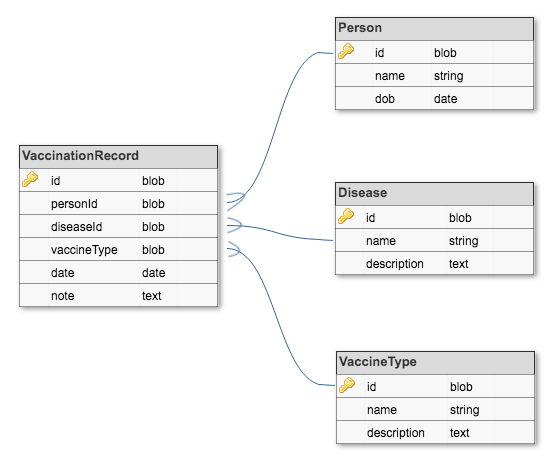 Person
id blob
name string
dob date
VaccinationRecord
id blob
personId blob
diseaseId blob
vaccineType blob
date date
note text
Disease
id blob
name string
description text
VaccineType
id blob
name string
description text